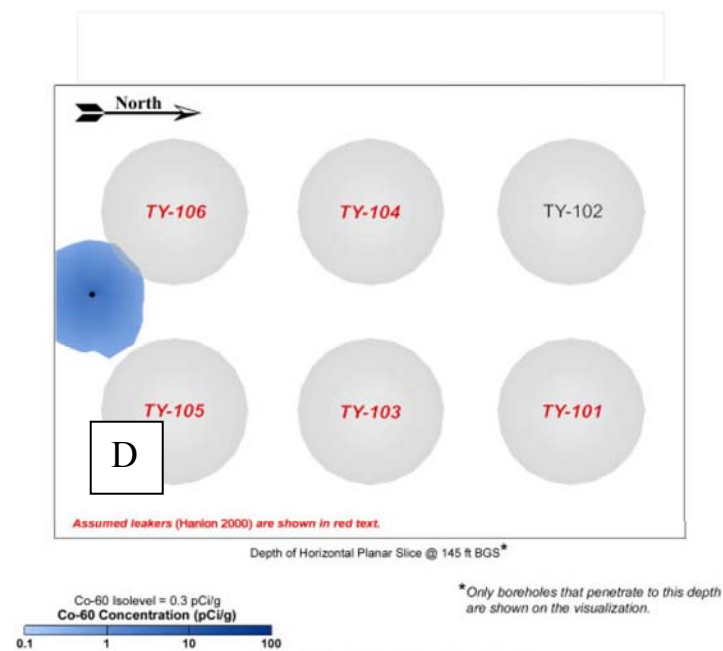 North
TY-106
TY-104
TY-102
TY-105
TY-103
TY-101
D
Assumed leakers (Hanlon 2000) are shown in red text.
Depth of Horizontal Planar Slice @ 145 ft BGS*
Co-60 Isolevel = 0.3 pCi/g
Co-60 Concentration (pCi/g)
0.1 1 10 100
*Only boreholes that penetrate to this depth
are shown on the visualization.